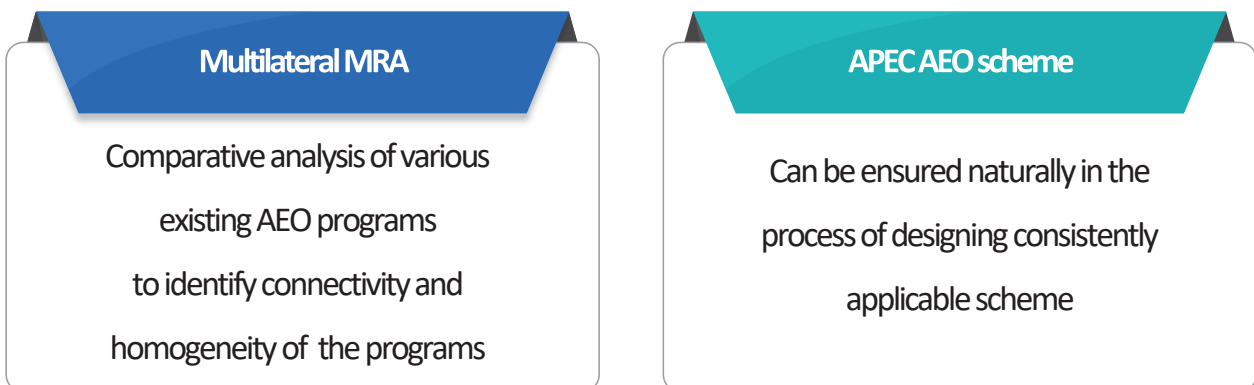 Multilateral MRA
Comparative analysis of various
existing AEO programs
to identify connectivity and
homogeneity of the programs
APEC AEO scheme
Can be ensured naturally in the
process of designing consistently
applicable scheme